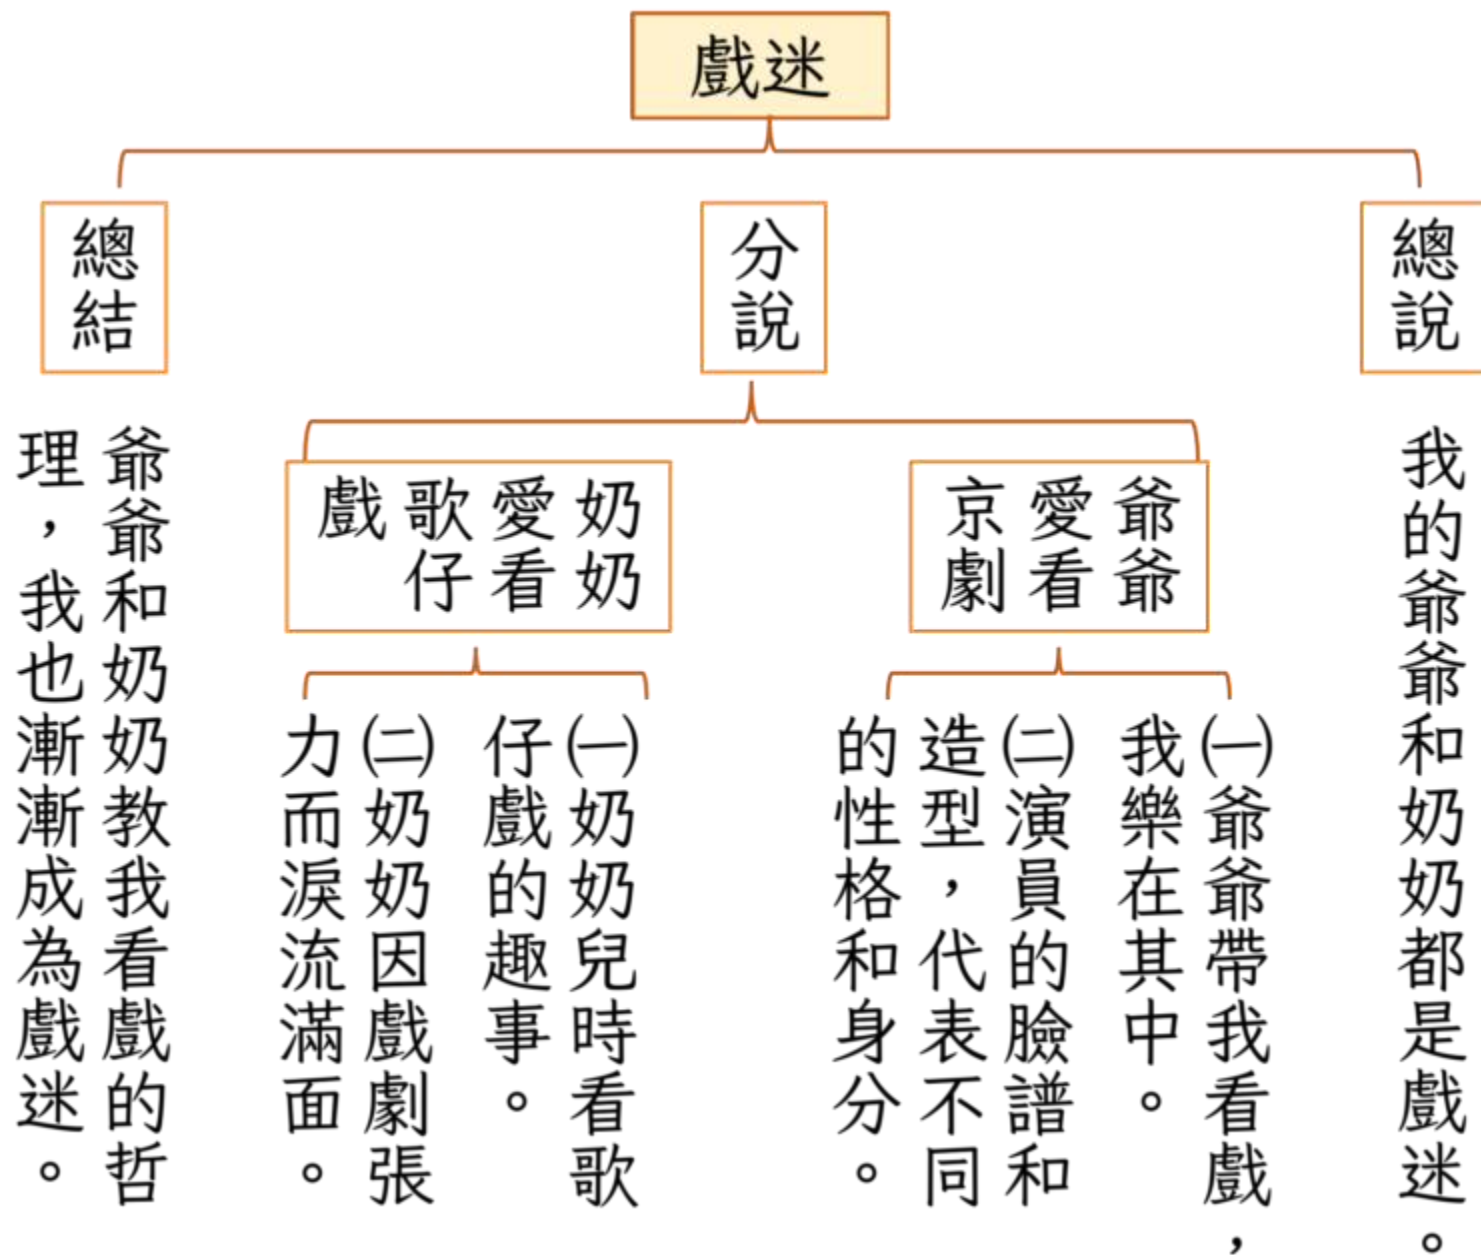 戲迷
總說
我的爺爺和奶奶都是戲迷。
分說
爺爺
愛看
京劇
㈠爺爺帶我看戲，
我樂在其中。
㈡演員的臉譜和
造型，代表不同
的性格和身分。
奶奶
愛看
歌仔
戲
㈠奶奶兒時看歌
仔戲的趣事。
㈡奶奶因戲劇張
力而淚流滿面。
總結
爺爺和奶奶教我看戲的哲
理，我也漸漸成為戲迷。